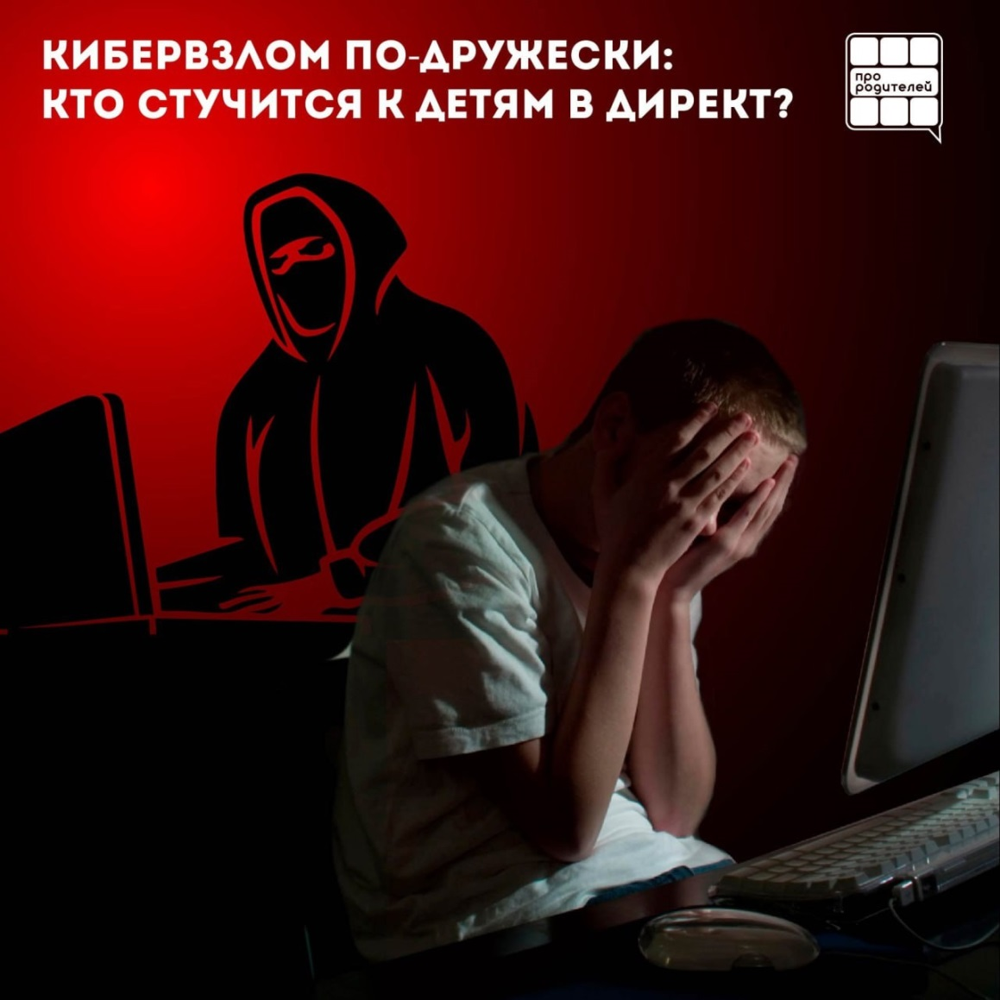 КИБЕРВЗЛОМ ПО-ДРУЖЕСКИ:
КТО СТУЧИТСЯ К ДЕТЯМ В ДИРЕКТ?
про
родителей